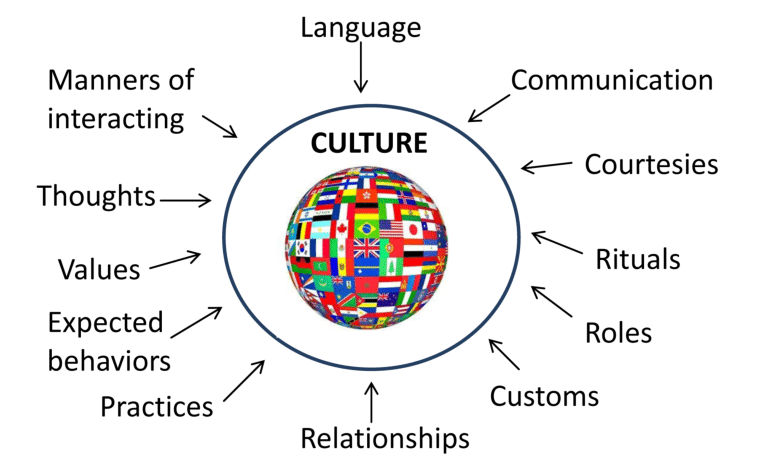 Language
Manners of
interacting
Communication
CULTURE
Courtesies
Thoughts
Values
Rituals
Expected
behaviors
Roles
Practices
Customs
Relationships